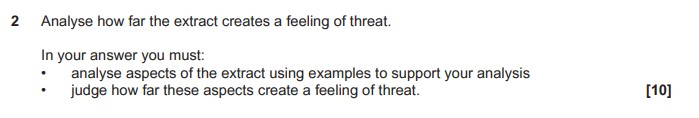 2 Analyse how far the extract creates a feeling of threat.
In your answer you must:
• analyse aspects of the extract using examples to support your analysis
• judge how far these aspects create a feeling of threat. [10]